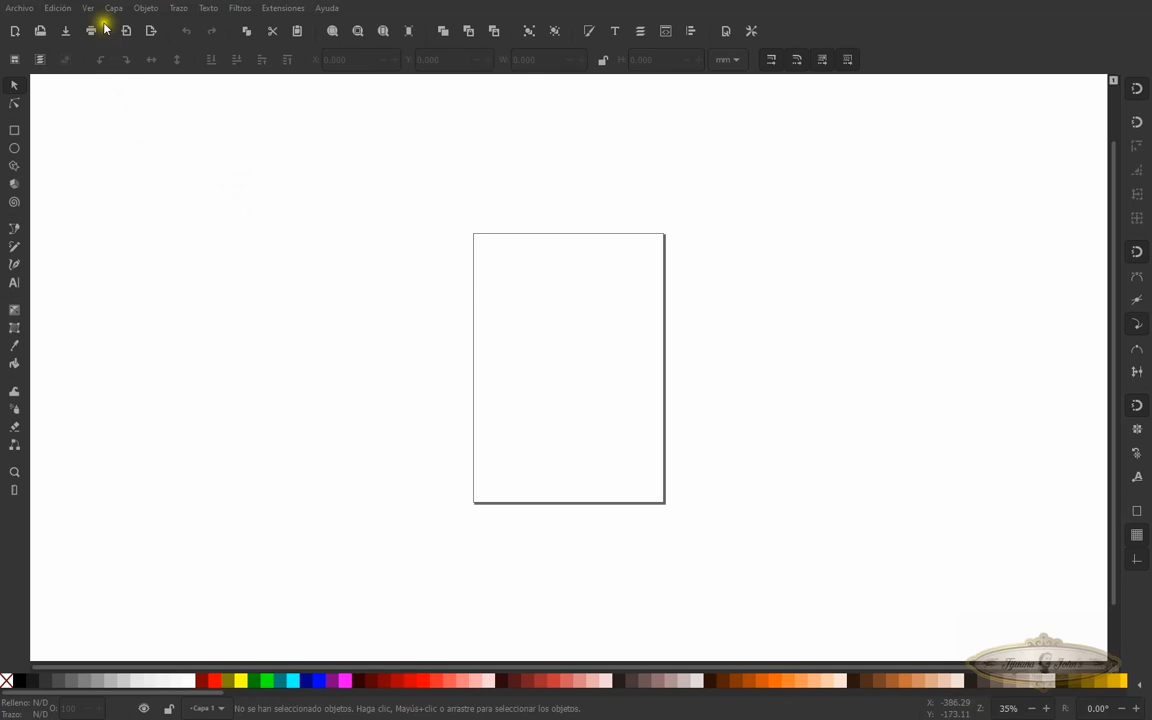 Archivo Edición Ver Capa Objeto Trazo Texto Filtros Extensiones Ayuda
X: 0.000 Y: 0.000 W: 0.000 H: 0.000 mm
1
Relleno: N/D
Trazo: N/D
O: 100
Capa 1
No se han seleccionado objetos. Haga clic, Mayús+clic o arrastre para seleccionar los objetos.
X: -386.29
Y: -173.11
Z: 35%
R: 0.00°